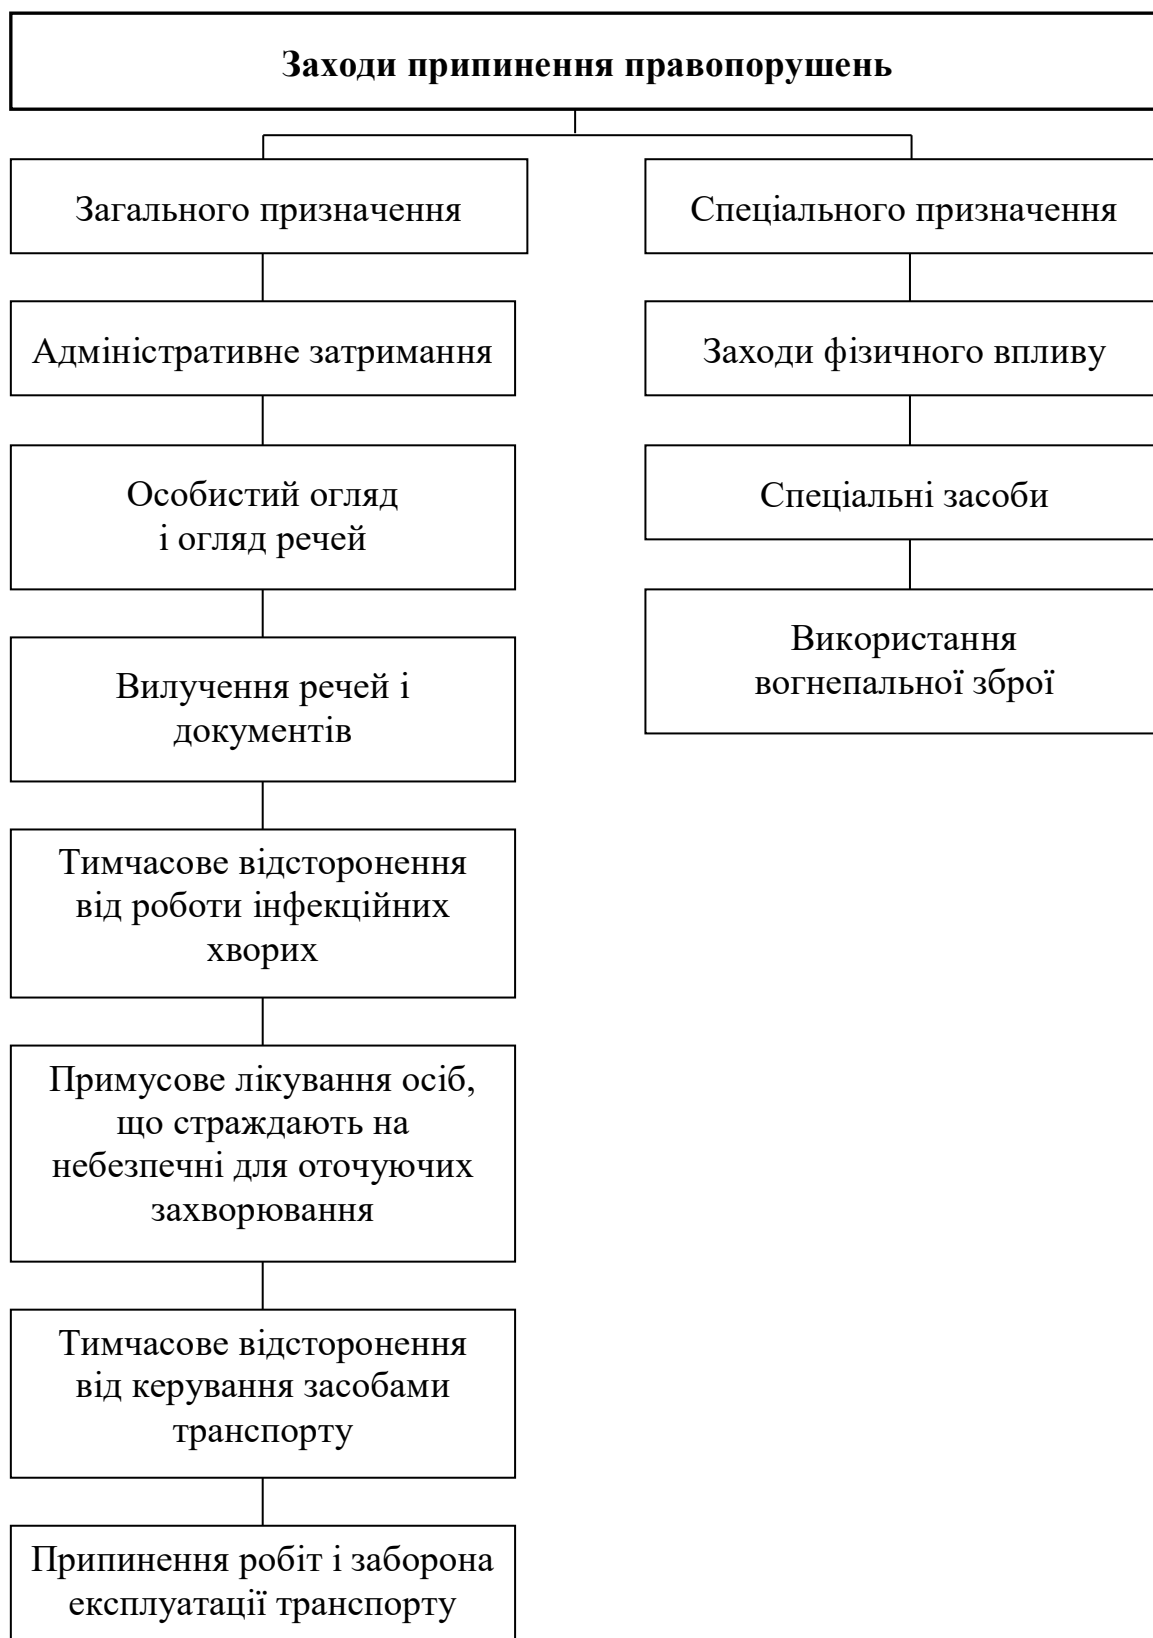 Заходи припинення правопорушень
Загального призначення
Адміністративне затримання
Особистий огляд
і огляд речей
Вилучення речей і
документів
Тимчасове відсторонення
від роботи інфекційних
хворих
Примусове лікування осіб,
що страждають на
небезпечні для оточуючих
захворювання
Тимчасове відсторонення
від керування засобами
транспорту
Припинення робіт і заборона
експлуатації транспорту
Спеціального призначення
Заходи фізичного впливу
Спеціальні засоби
Використання
вогнепальної зброї